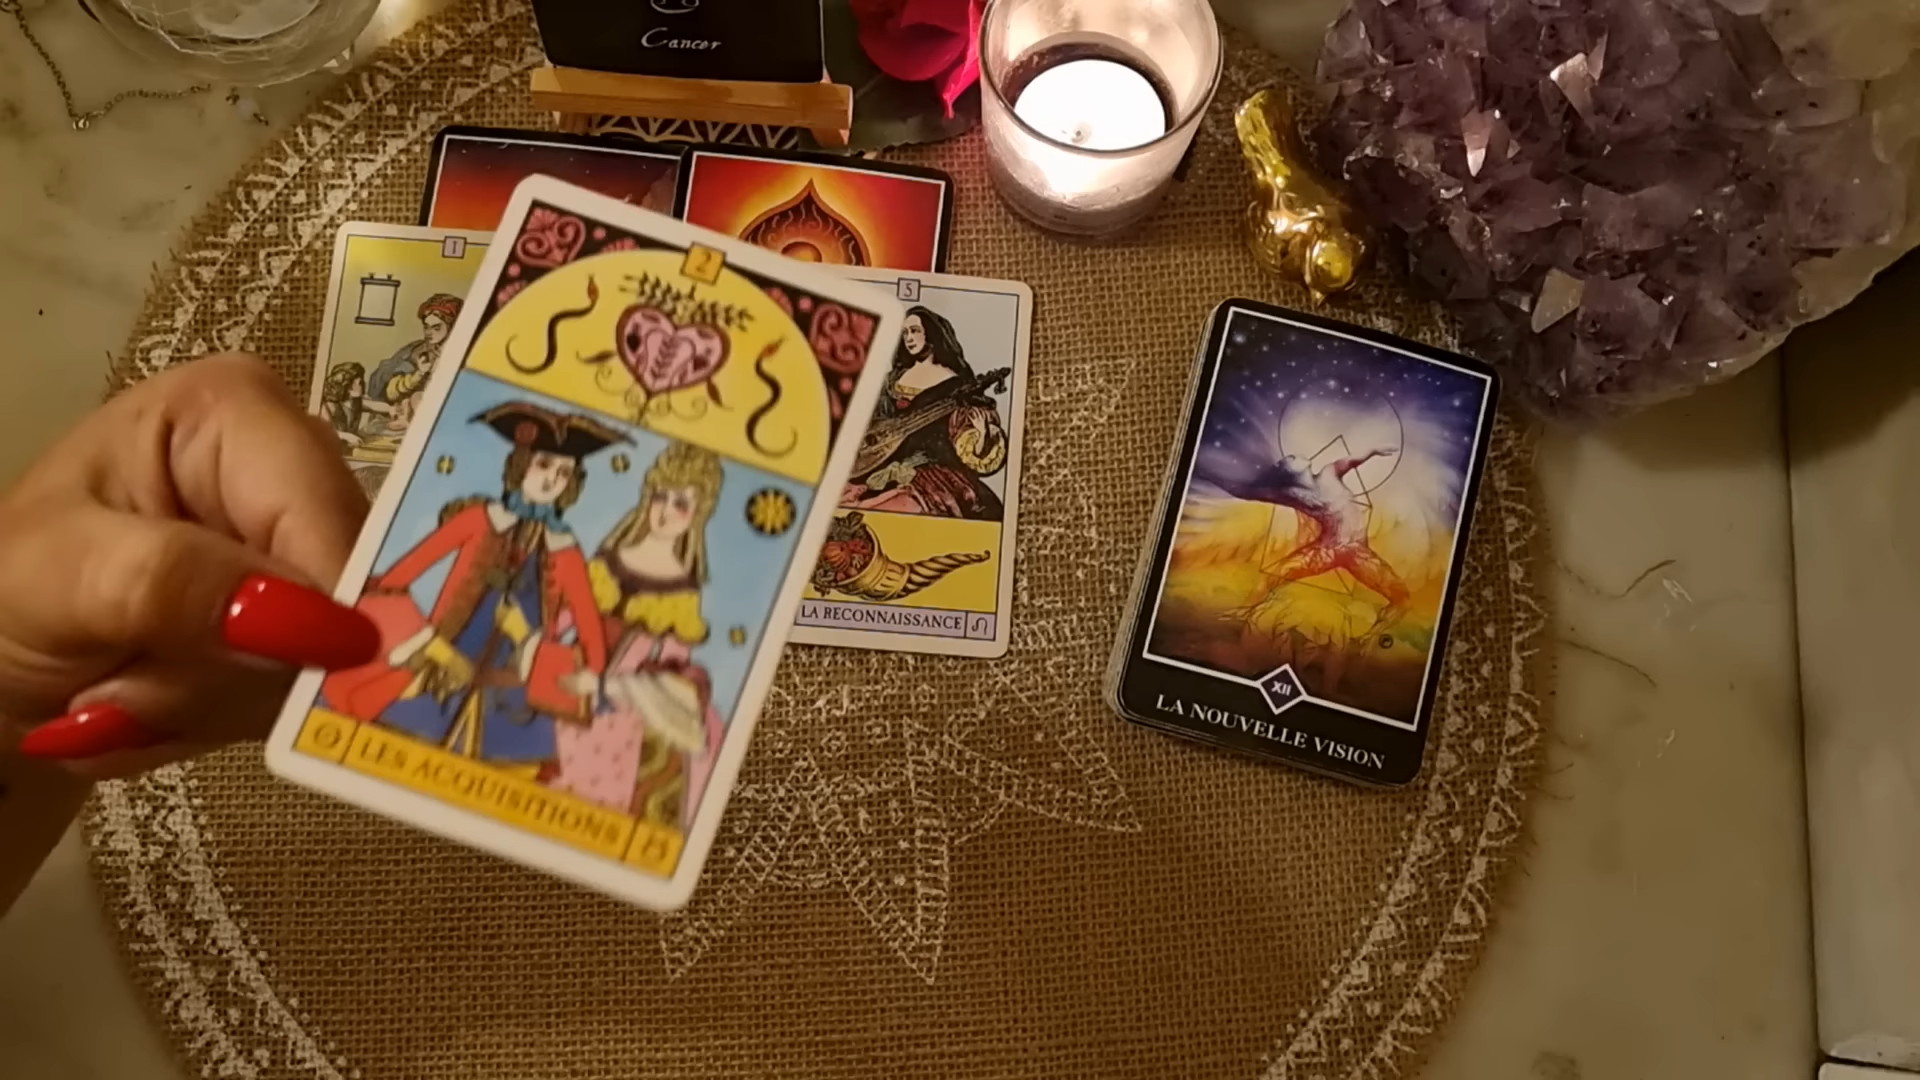 Cancer
1
2
5
LES ACQUISITIONS
LA RECONNAISSANCE
XII
LA NOUVELLE VISION